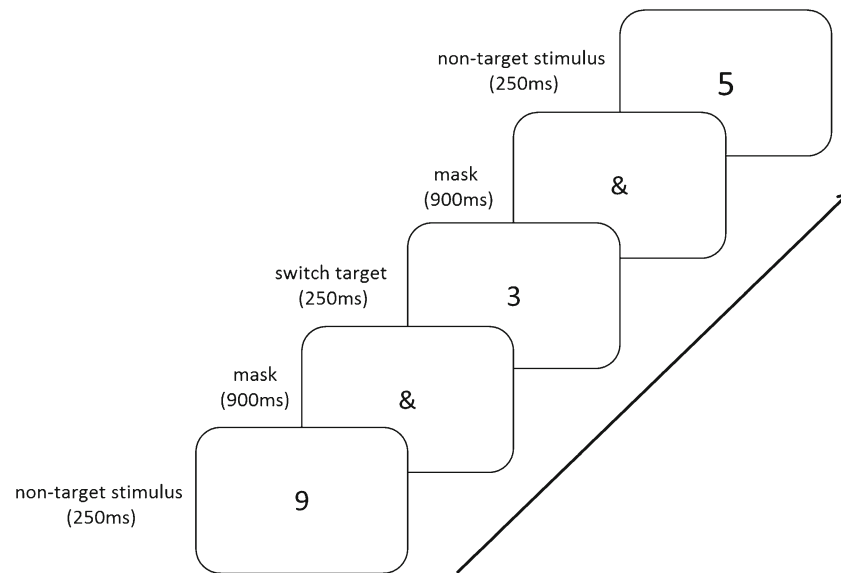 non-target stimulus
(250ms)
5
mask
(900ms)
&
switch target
(250ms)
3
mask
(900ms)
&
non-target stimulus
(250ms)
9